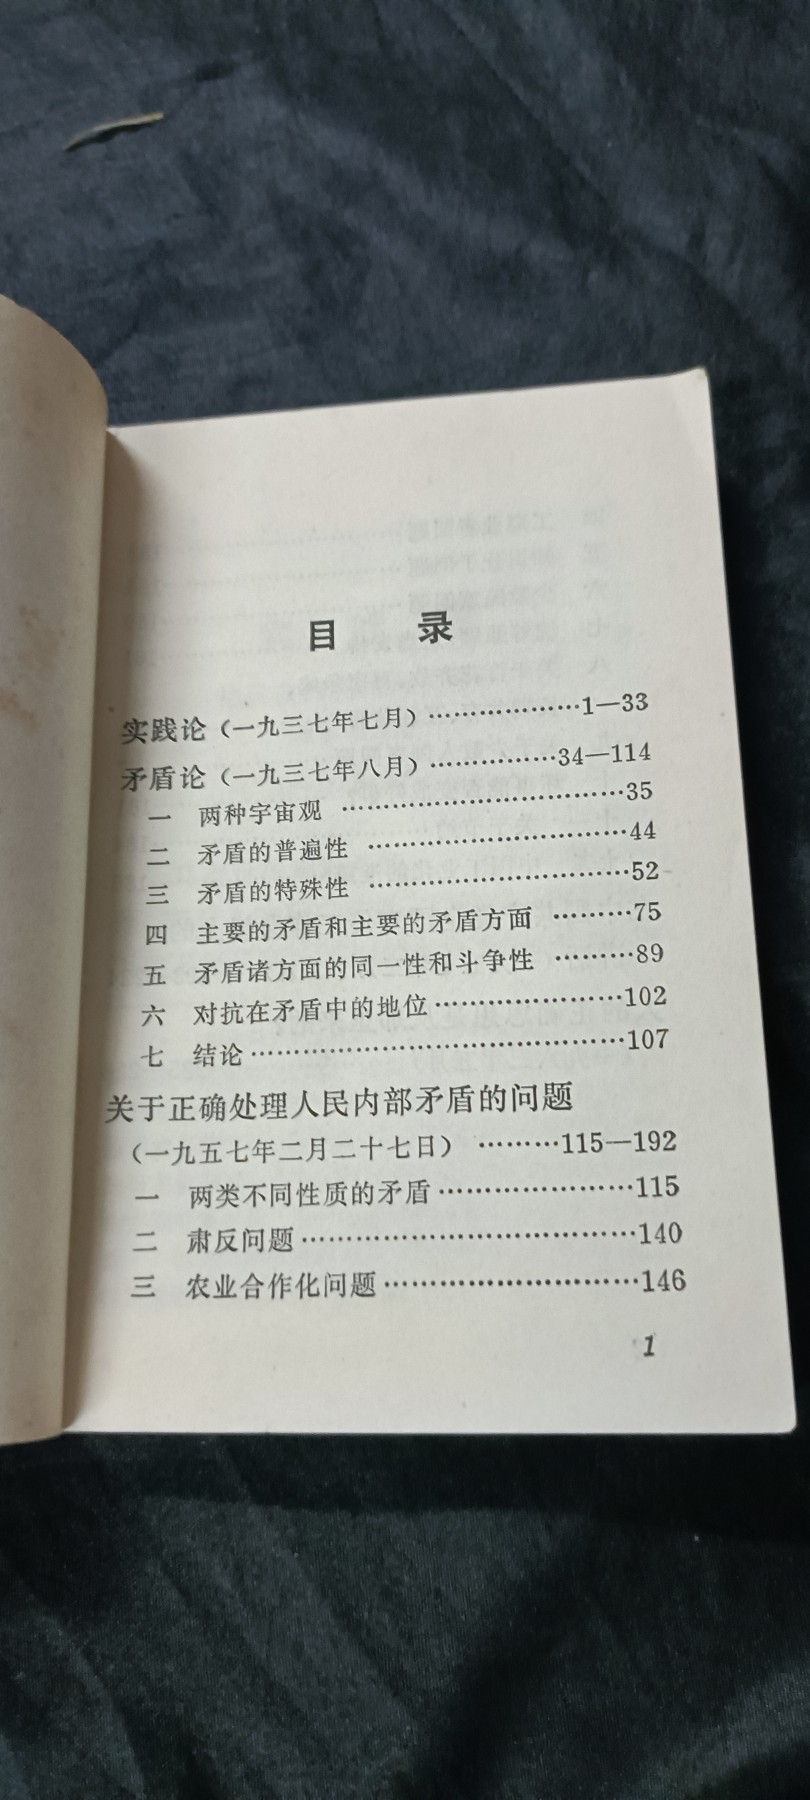 目 录
实践论（一九三七年七月）………………1—33
矛盾论（一九三七年八月）……………34—114
一 两种宇宙观 ……………………………35
二 矛盾的普遍性 …………………………44
三 矛盾的特殊性 …………………………52
四 主要的矛盾和主要的矛盾方面 ………75
五 矛盾诸方面的同一性和斗争性 ………89
六 对抗在矛盾中的地位…………………102
七 结论……………………………………107
关于正确处理人民内部矛盾的问题
（一九五七年二月二十七日） ………115—192
一 两类不同性质的矛盾…………………115
二 肃反问题………………………………140
三 农业合作化问题………………………146
1